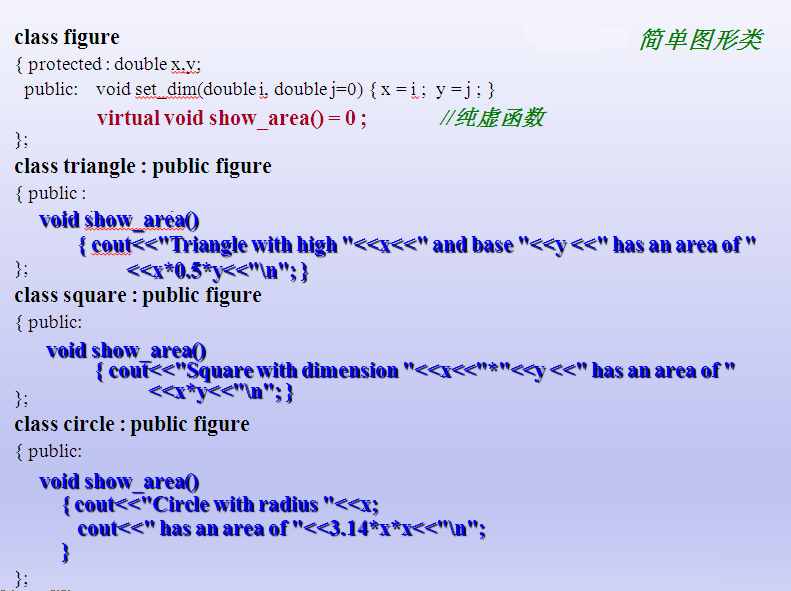 class figure
简单图形类
{ protected : double x,y;
public: void set_dim(double i, double j=0) { x = i ; y = j ; }
virtual void show_area() = 0 ; //纯虚函数
};
class triangle : public figure
{ public :
void show_area()
{ cout<<"Triangle with high "<<x<<" and base "<<y <<" has an area of "
<<x*0.5*y<<"\n"; }
};
class square : public figure
{ public:
void show_area()
{ cout<<"Square with dimension "<<x<<"*"<<y <<" has an area of "
<<x*y<<"\n"; }
};
class circle : public figure
{ public:
void show_area()
{ cout<<"Circle with radius "<<x;
cout<<" has an area of "<<3.14*x*x<<"\n";
}
};